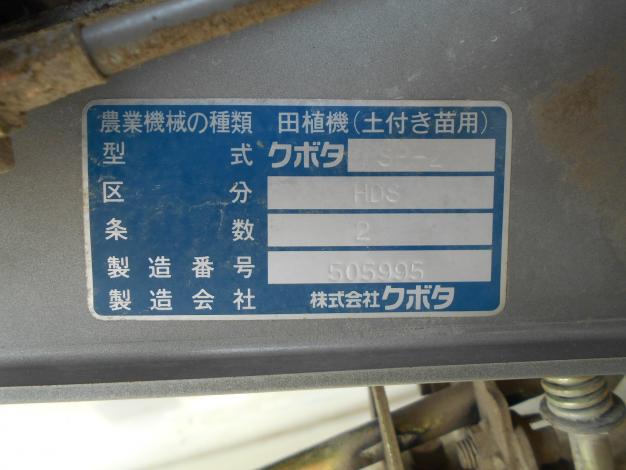 農業機械の種類 田植機(土付き苗用)
型式 クボタ SP-2
区分 HDS
条数 2
製造番号 505995
製造会社 株式会社クボタ